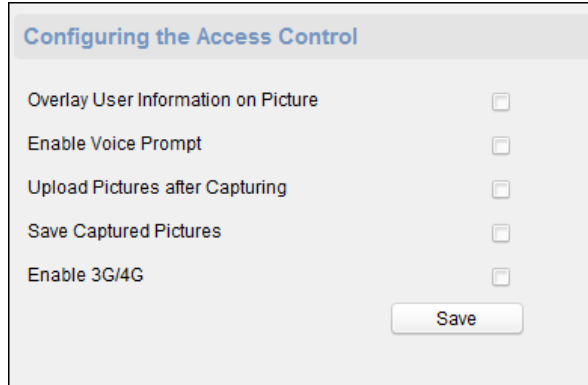 Configuring the Access Control
Overlay User Information on Picture
Enable Voice Prompt
Upload Pictures after Capturing
Save Captured Pictures
Enable 3G/4G
Save